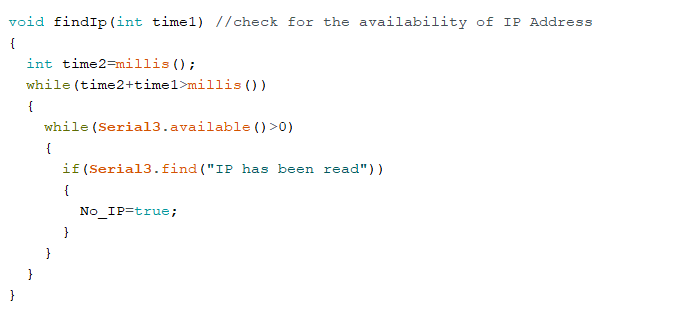 void findIp(int time1) //check for the availability of IP Address
{
  int time2=millis();
  while(time2+time1>millis())
  {
    while(Serial3.available()>0)
    {
      if(Serial3.find("IP has been read"))
      {
        No_IP=true;
      }
    }
  }
}